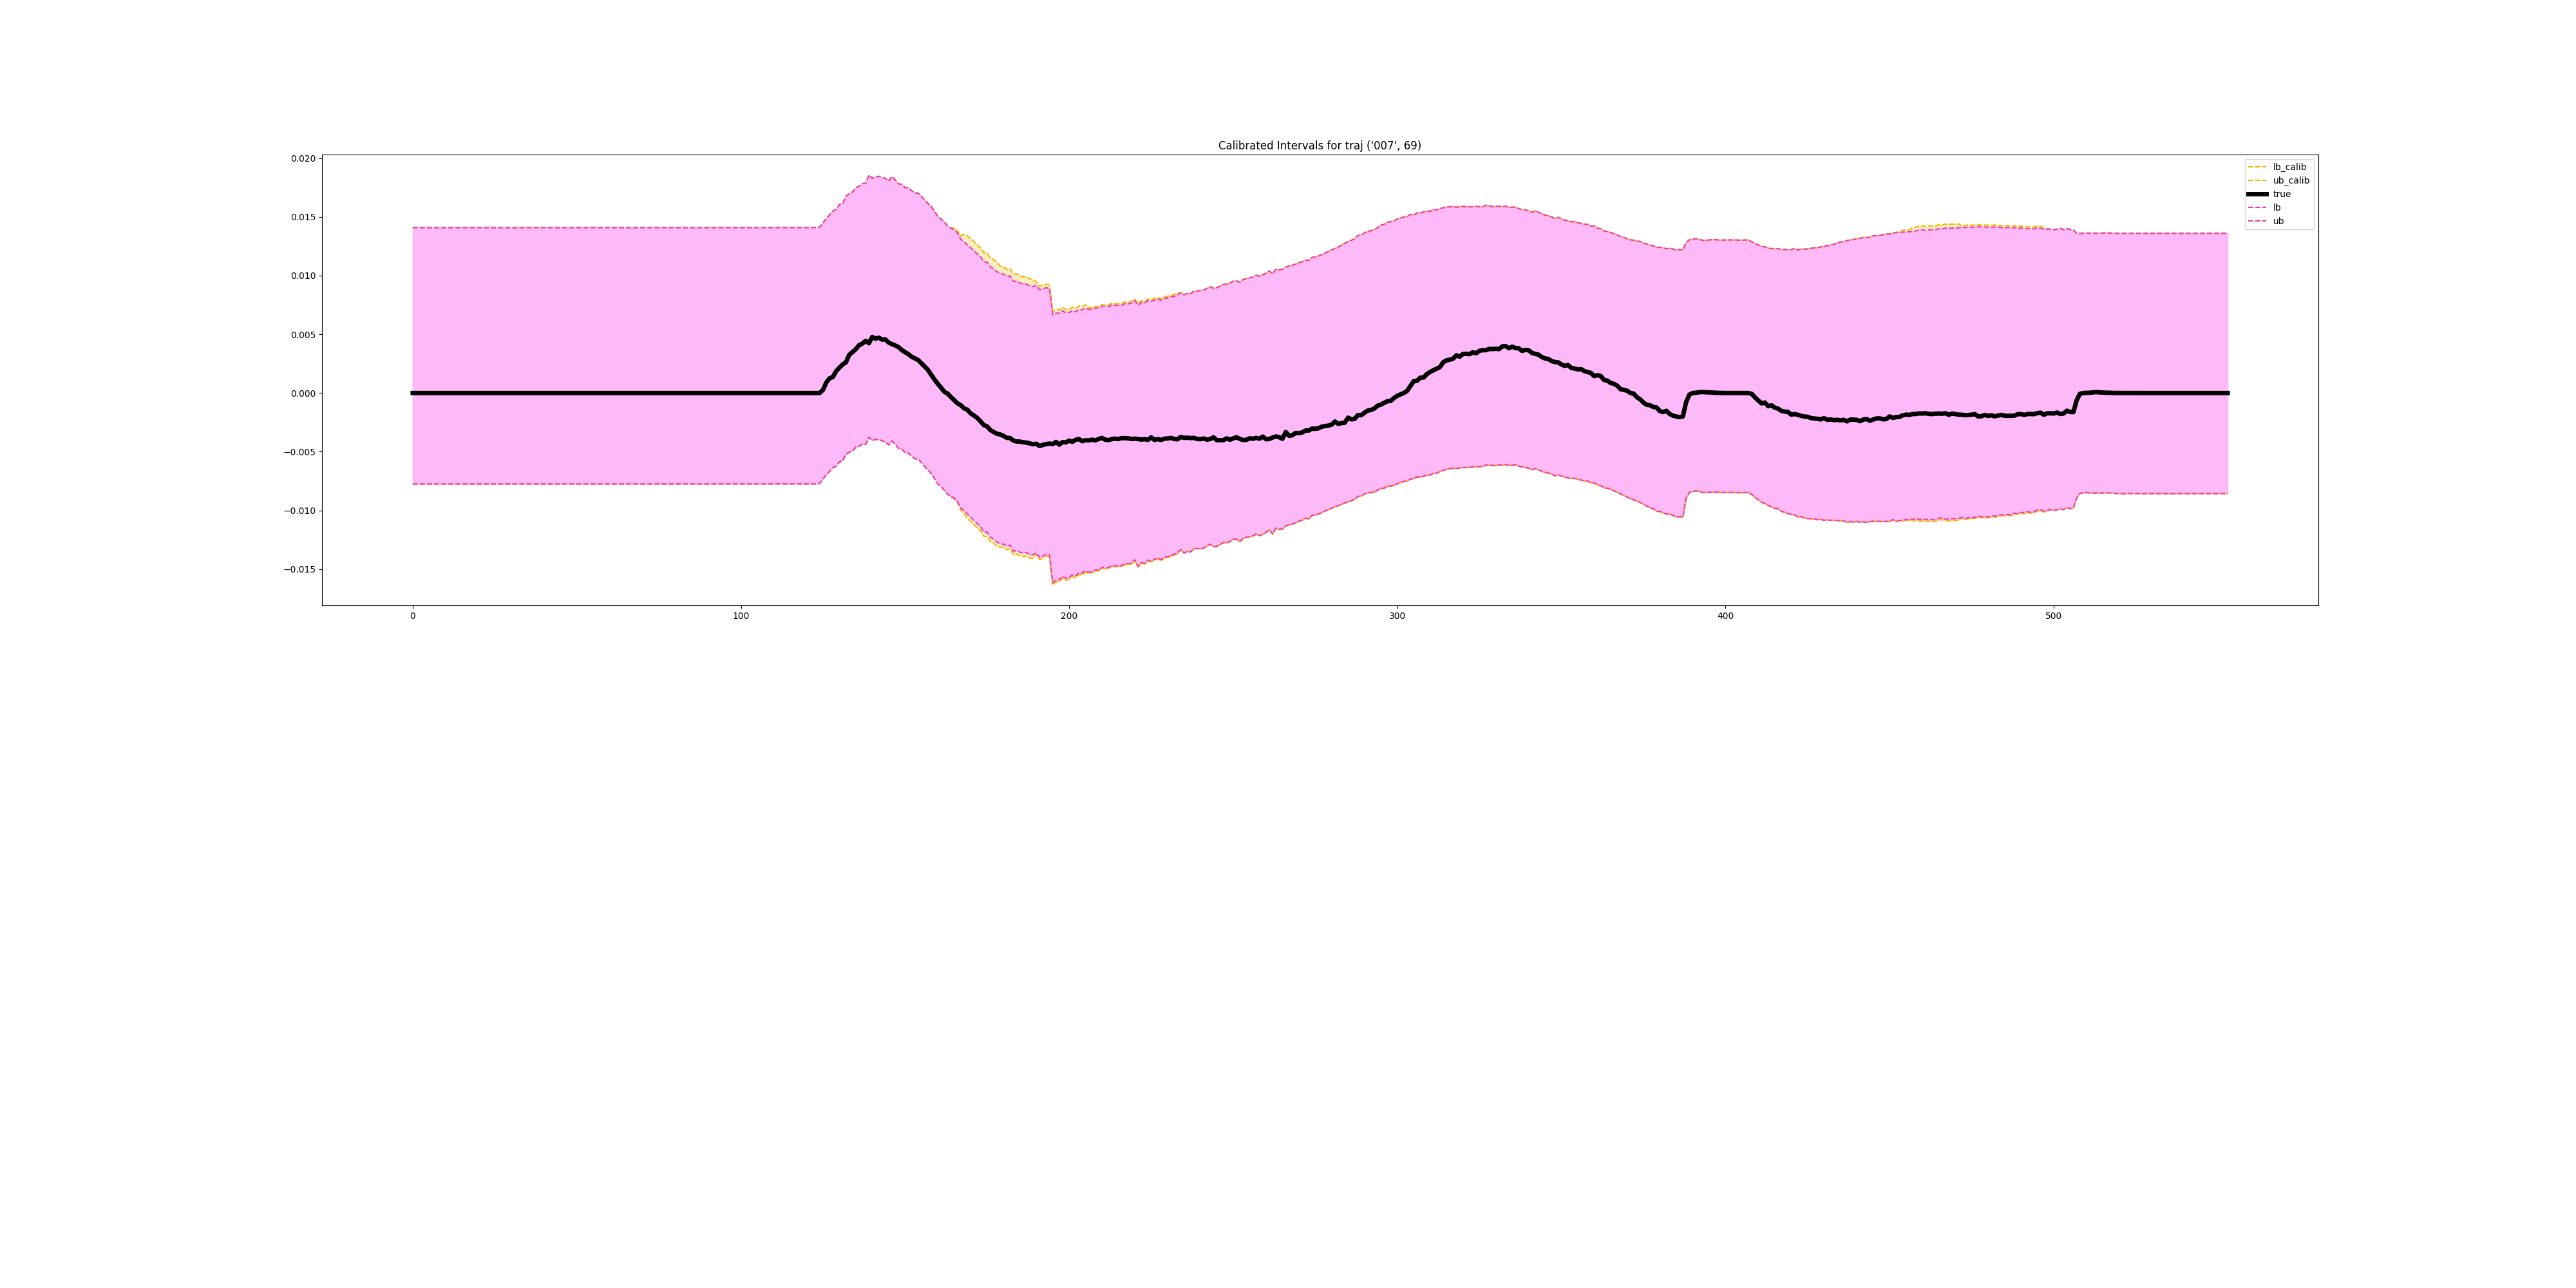 Calibrated Intervals for traj ('007', 69)
0.020
0.015
0.010
0.005
0.000
−0.005
−0.010
−0.015
0
100
200
300
400
500
lb_calib
ub_calib
true
lb
ub